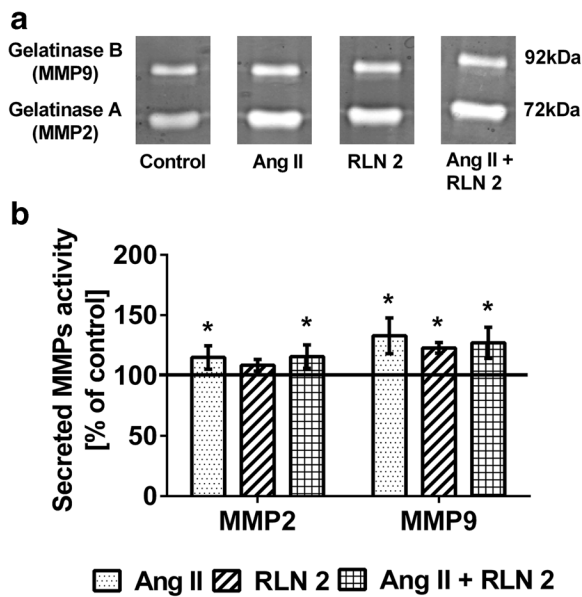 a
Gelatinase B
(MMP9)
92kDa
Gelatinase A
(MMP2)
72kDa
Control
Ang II
RLN 2
Ang II +
RLN 2
b
Secreted MMPs activity
[% of control]
200
150
100
50
0
* * * * *
MMP2 MMP9
Ang II RLN 2 Ang II + RLN 2